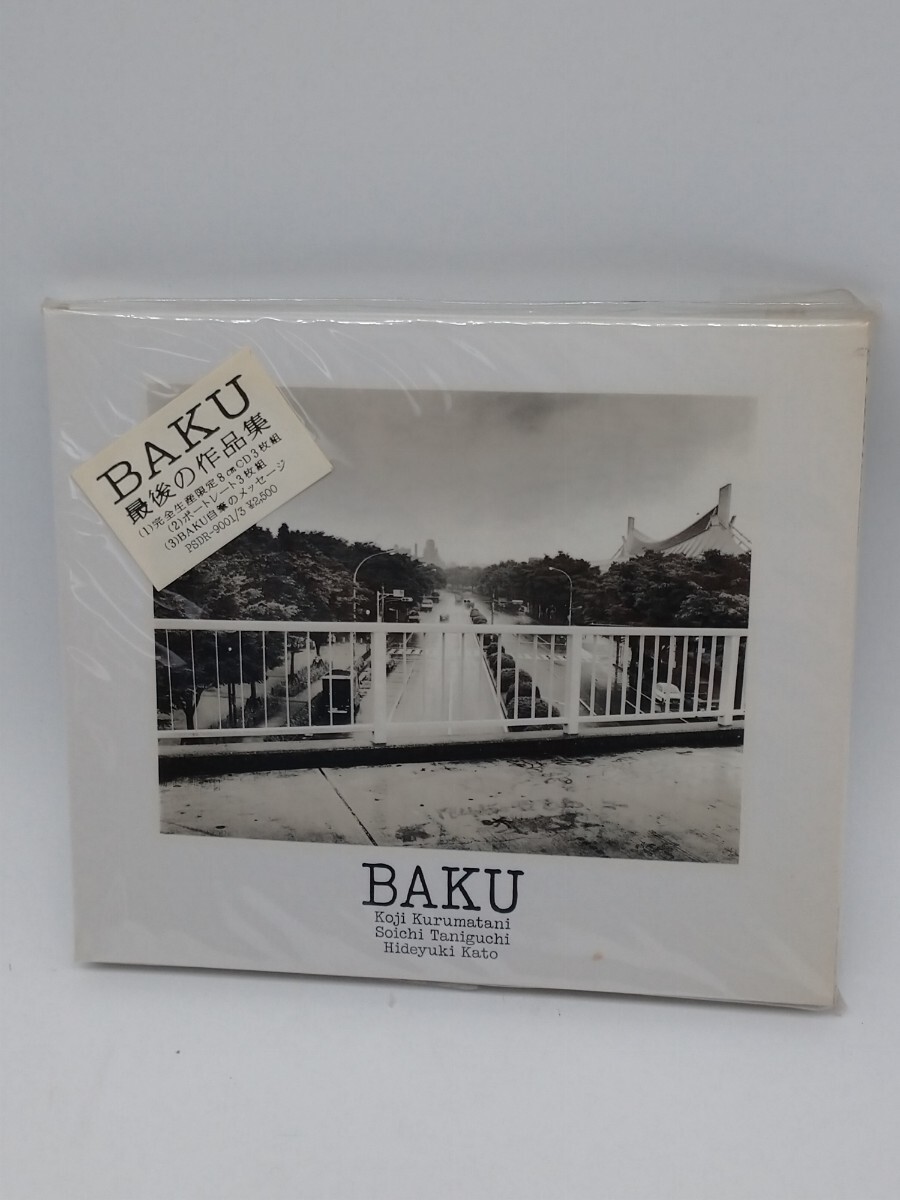 BAKU
最後の作品集
(1)完全生産限定8㎝CD3枚組
(2)ポートレート3枚組
(3)BAKU自筆のメッセージ
PSDR-9001/3 ¥2,500
BAKU
Koji Kurumatani
Soichi Taniguchi
Hideyuki Kato